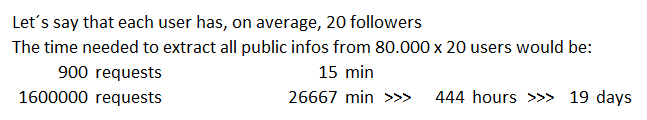 Let´s say that each user has, on average, 20 followers
The time needed to extract all public infos from 80.000 x 20 users would be:
900 requests 15 min
1600000 requests 26667 min >>> 444 hours >>> 19 days